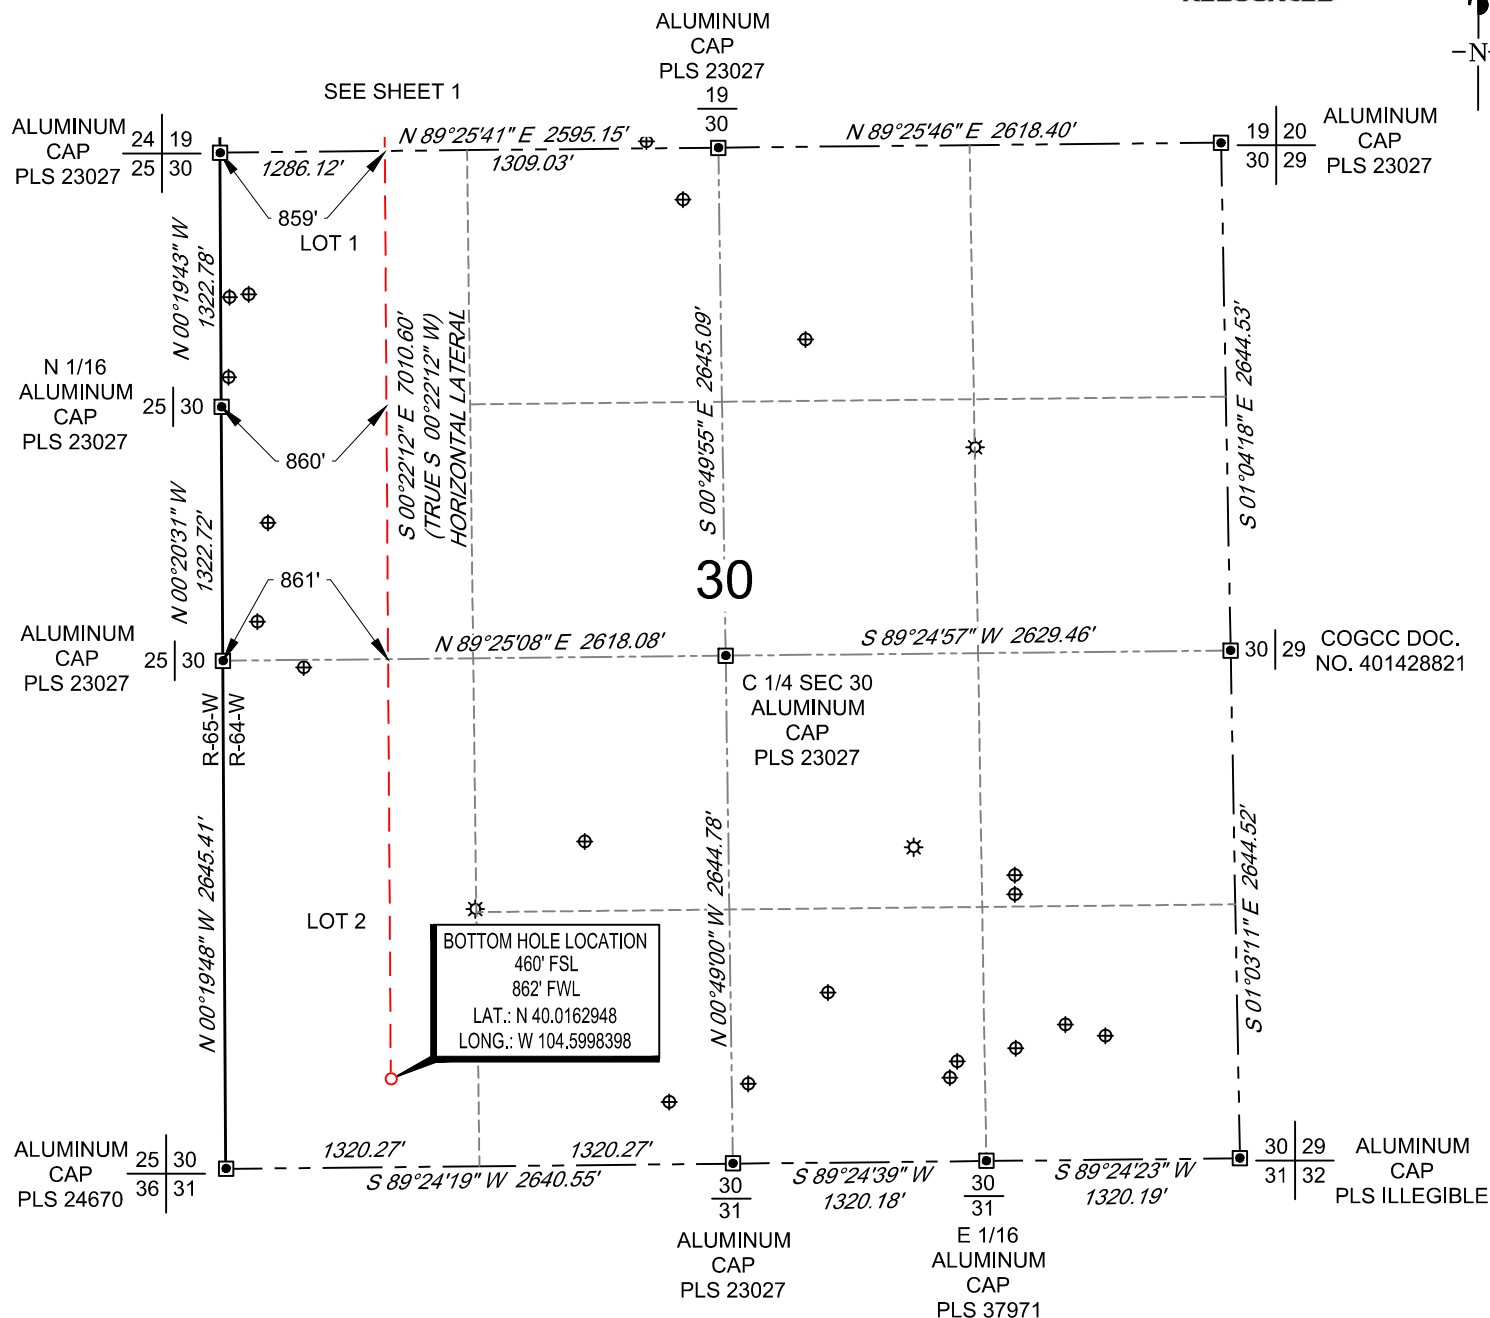 ALUMINUM
CAP
PLS 23027
19
30
-N-
SEE SHEET 1
ALUMINUM
CAP
PLS 23027
24 19
25 30
N 89°25'41" E 2595.15'
1286.12'
1309.03'
N 89°25'46" E 2618.40'
19 20
30 29
ALUMINUM
CAP
PLS 23027
859'
LOT 1
N 00°19'43" W
1322.78'
S 00°22'12" E 7010.60'
(TRUE S 00°22'12" W)
HORIZONTAL LATERAL
S 00°49'55" E 2645.09'
S 01°04'18" E 2644.53'
N 1/16
ALUMINUM
CAP
PLS 23027
25 30
860'
N 00°20'31" W
1322.72'
30
861'
ALUMINUM
CAP
PLS 23027
25 30
N 89°25'08" E 2618.08'
S 89°24'57" W 2629.46'
30 29
COGCC DOC.
NO. 401428821
C 1/4 SEC 30
ALUMINUM
CAP
PLS 23027
R-65-W
R-64-W
N 00°19'48" W 2645.41'
N 00°49'00" W 2644.78'
S 01°03'11" E 2644.52'
LOT 2
BOTTOM HOLE LOCATION
460' FSL
862' FWL
LAT.: N 40.0162948
LONG.: W 104.5998398
ALUMINUM
CAP
PLS 24670
25 30
36 31
1320.27'
1320.27'
S 89°24'19" W 2640.55'
30
31
ALUMINUM
CAP
PLS 23027
S 89°24'39" W
1320.18'
30
31
E 1/16
ALUMINUM
CAP
PLS 37971
S 89°24'23" W
1320.19'
30 29
31 32
ALUMINUM
CAP
PLS ILLEGIBLE